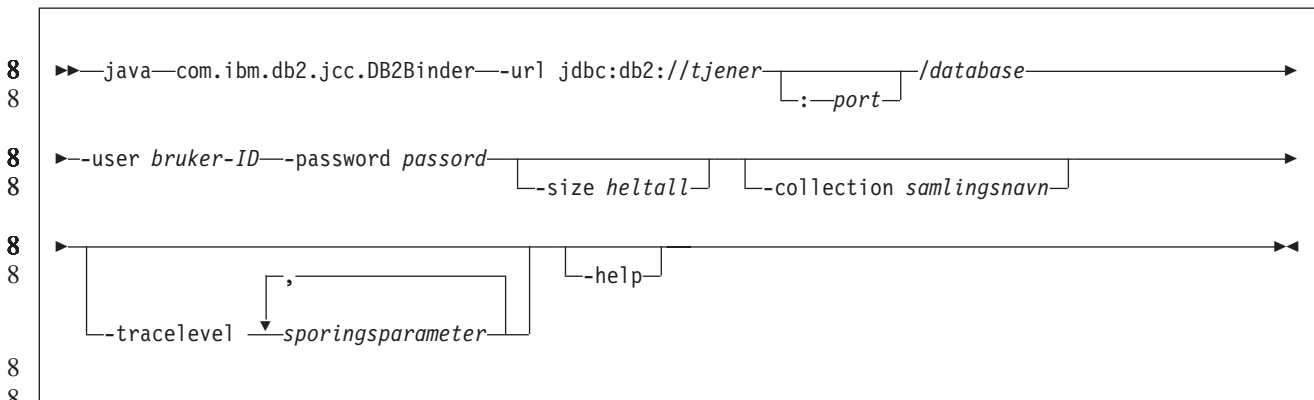 8 ►►—java—com.ibm.db2.jcc.DB2Binder—-url jdbc:db2://tjener /database ►
8 :—port
8 ►—-user bruker-ID—-password passord ►
8 -size heltall -collection samlingsnavn
8 ► ►◄
8 , -help
-tracelevel sporingsparameter
8
8